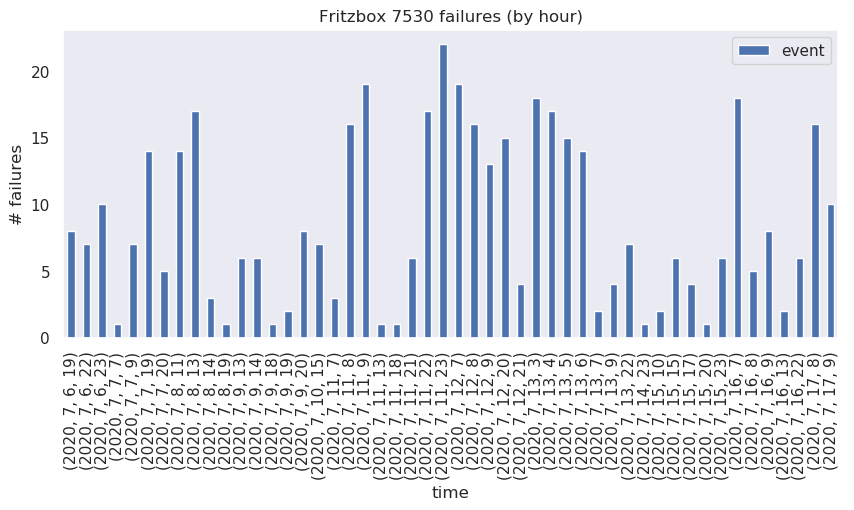 Fritzbox 7530 failures (by hour)
event
# failures
20
15
10
5
0
(2020, 7, 6, 19)
(2020, 7, 6, 22)
(2020, 7, 6, 23)
(2020, 7, 7, 7)
(2020, 7, 7, 9)
(2020, 7, 7, 19)
(2020, 7, 7, 20)
(2020, 7, 8, 11)
(2020, 7, 8, 13)
(2020, 7, 8, 14)
(2020, 7, 8, 19)
(2020, 7, 9, 13)
(2020, 7, 9, 14)
(2020, 7, 9, 18)
(2020, 7, 9, 19)
(2020, 7, 9, 20)
(2020, 7, 10, 15)
(2020, 7, 11, 7)
(2020, 7, 11, 8)
(2020, 7, 11, 9)
(2020, 7, 11, 13)
(2020, 7, 11, 18)
(2020, 7, 11, 21)
(2020, 7, 11, 22)
(2020, 7, 11, 23)
(2020, 7, 12, 7)
(2020, 7, 12, 8)
(2020, 7, 12, 9)
(2020, 7, 12, 20)
(2020, 7, 12, 21)
(2020, 7, 13, 3)
(2020, 7, 13, 4)
(2020, 7, 13, 5)
(2020, 7, 13, 6)
(2020, 7, 13, 7)
(2020, 7, 13, 9)
(2020, 7, 13, 22)
(2020, 7, 14, 23)
(2020, 7, 15, 10)
(2020, 7, 15, 15)
(2020, 7, 15, 17)
(2020, 7, 15, 20)
(2020, 7, 15, 23)
(2020, 7, 16, 7)
(2020, 7, 16, 8)
(2020, 7, 16, 9)
(2020, 7, 16, 13)
(2020, 7, 16, 22)
(2020, 7, 17, 8)
(2020, 7, 17, 9)
time